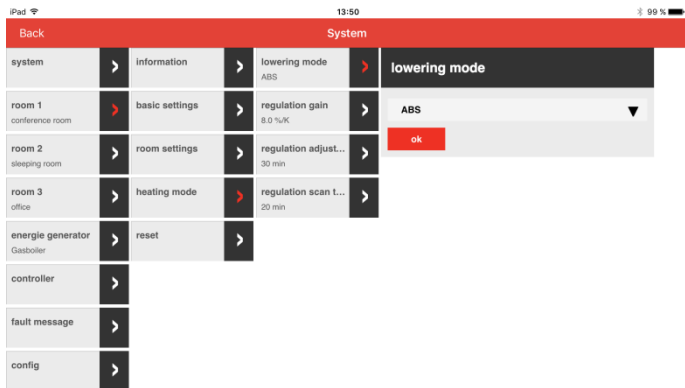 iPad 13:50 99 %
Back System
system
room 1
conference room
room 2
sleeping room
room 3
office
energie generator
Gasboiler
controller
fault message
config
information
basic settings
room settings
heating mode
reset
lowering mode
ABS
regulation gain
8.0 %/K
regulation adjust...
30 min
regulation scan t...
20 min
lowering mode
ABS
ok